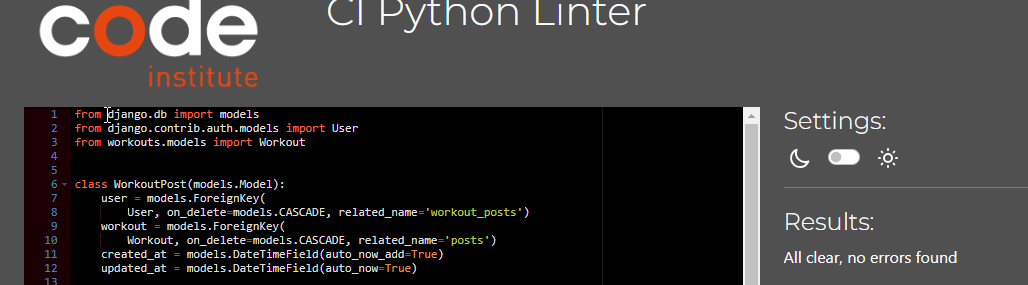 CI Python Linter
code
institute
1 from django.db import models
2 from django.contrib.auth.models import User
3 from workouts.models import Workout
4
5
6 class WorkoutPost(models.Model):
7 user = models.ForeignKey(
8 User, on_delete=models.CASCADE, related_name='workout_posts')
9 workout = models.ForeignKey(
10 Workout, on_delete=models.CASCADE, related_name='posts')
11 created_at = models.DateTimeField(auto_now_add=True)
12 updated_at = models.DateTimeField(auto_now=True)
13
Settings:
Results:
All clear, no errors found